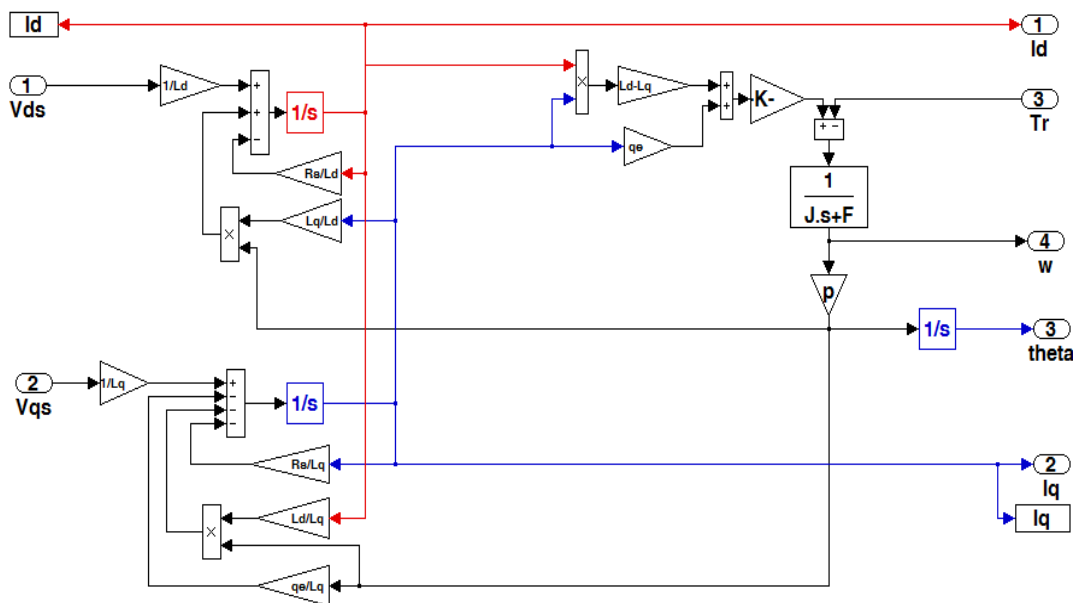 Id
1
Id
1
Vds
1/Ld
+
+
−
1/s
Rs/Ld
Lq/Ld
×
×
Ld-Lq
qe
+
+
-K-
+ −
3
Tr
1
J.s+F
4
w
p
1/s
3
theta
2
Vqs
1/Lq
+
−
−
−
1/s
Rs/Lq
Ld/Lq
×
qe/Lq
2
Iq
Iq